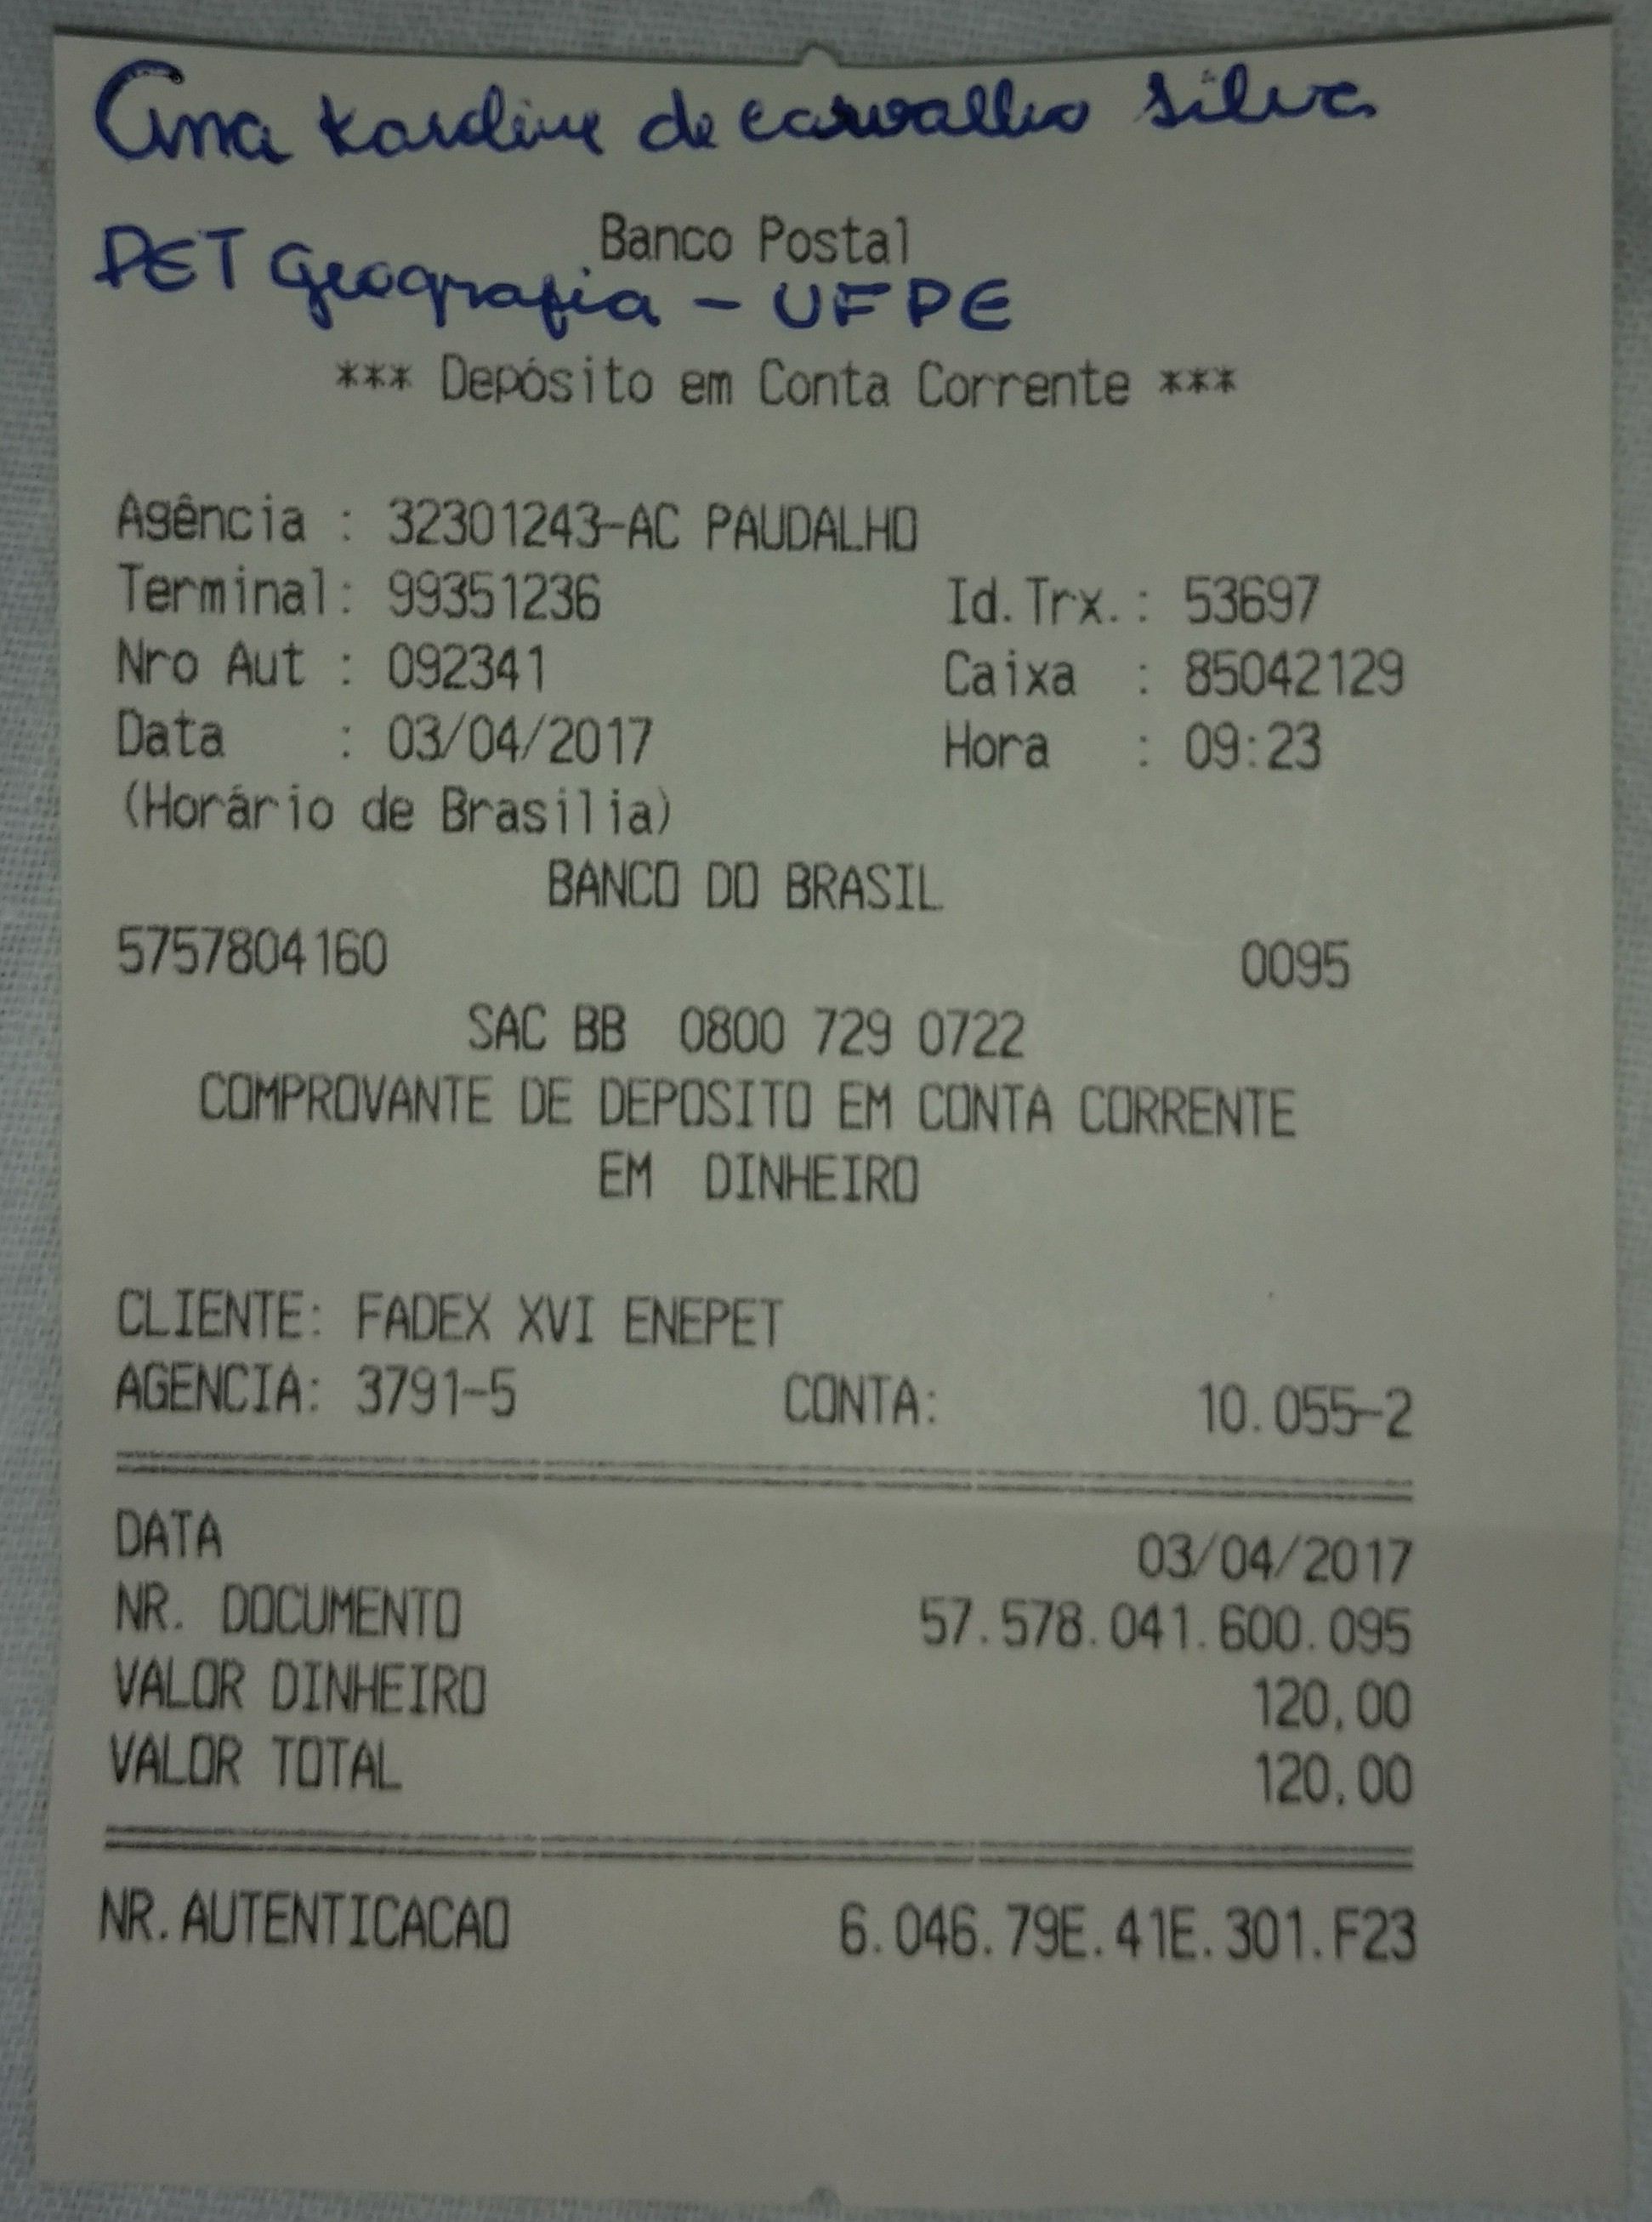 Ana Karoline de Carvalho Silva
Banco Postal
PET Geografia - UFPE
*** Depósito em Conta Corrente ***
Agência : 32301243-AC PAUDALHO
Terminal: 99351236 Id.Trx.: 53697
Nro Aut : 092341 Caixa : 85042129
Data : 03/04/2017 Hora : 09:23
(Horário de Brasilia)
BANCO DO BRASIL
5757804160 0095
SAC BB 0800 729 0722
COMPROVANTE DE DEPOSITO EM CONTA CORRENTE
EM DINHEIRO
CLIENTE: FADEX XVI ENEPET
AGENCIA: 3791-5 CONTA: 10.055-2
DATA 03/04/2017
NR. DOCUMENTO 57.578.041.600.095
VALOR DINHEIRO 120,00
VALOR TOTAL 120,00
NR.AUTENTICACAO 6.046.79E.41E.301.F23